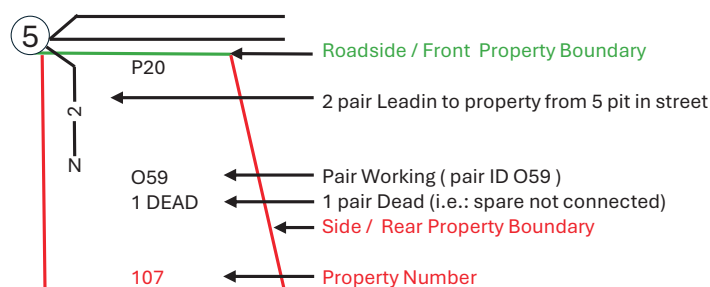 5
Roadside / Front Property Boundary
P20
2 pair Leadin to property from 5 pit in street
2
N
O59
Pair Working ( pair ID O59 )
1 DEAD
1 pair Dead (i.e.: spare not connected)
Side / Rear Property Boundary
107
Property Number